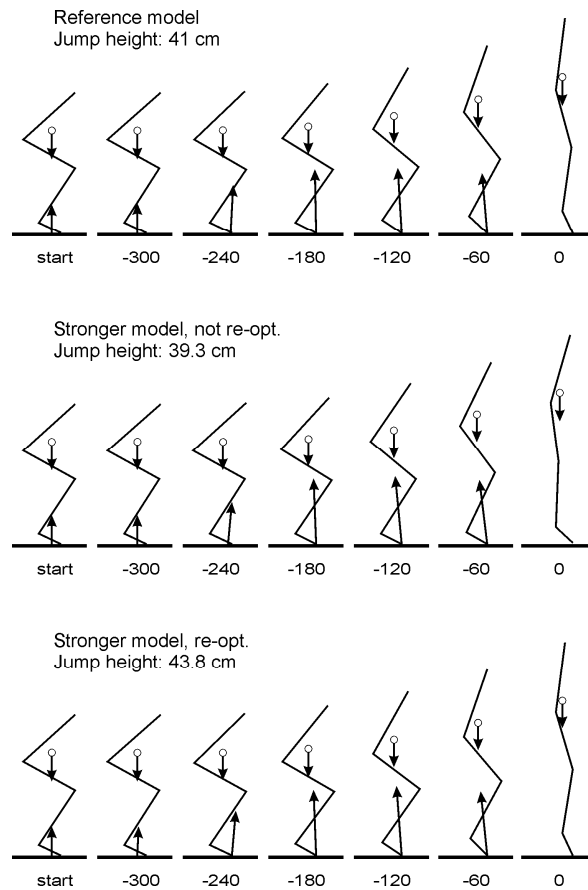 Reference model
Jump height: 41 cm
start -300 -240 -180 -120 -60 0
Stronger model, not re-opt.
Jump height: 39.3 cm
start -300 -240 -180 -120 -60 0
Stronger model, re-opt.
Jump height: 43.8 cm
start -300 -240 -180 -120 -60 0